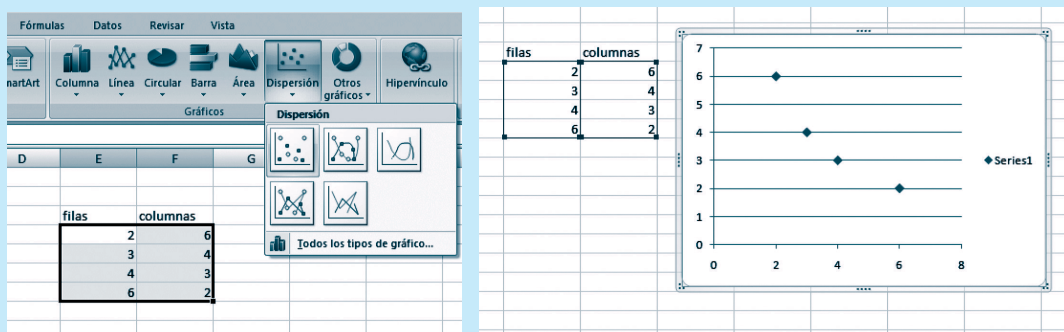 Fórmulas Datos Revisar Vista
martArt Columna Línea Circular Barra Área Dispersión Otros gráficos Hipervínculo
Gráficos
Dispersión
D E F G
filas columnas
2 6
3 4
4 3
6 2
Todos los tipos de gráfico...
filas columnas
2 6
3 4
4 3
6 2
7
6
5
4
3
2
1
0
0 2 4 6 8
Series1